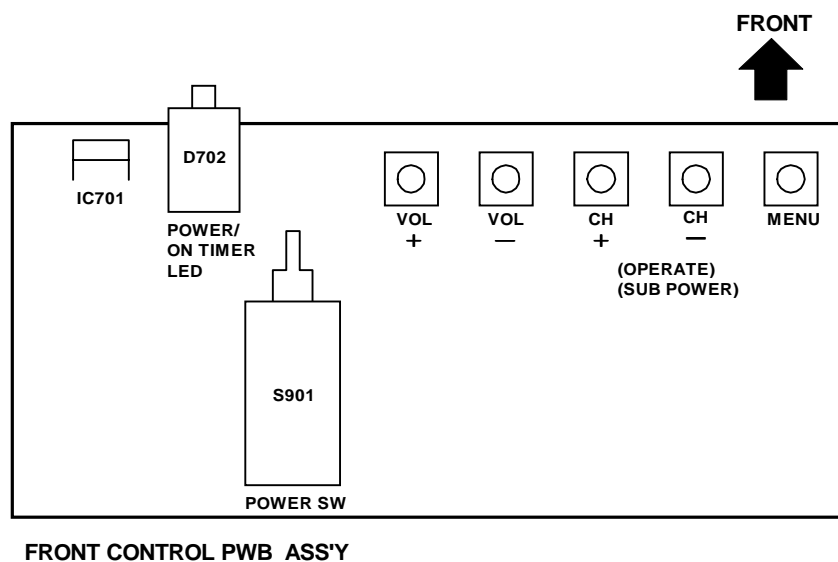 FRONT
D702
IC701
POWER/
ON TIMER
LED
VOL
+
VOL
—
CH
+
CH
—
MENU
(OPERATE)
(SUB POWER)
S901
POWER SW
FRONT CONTROL PWB ASS'Y